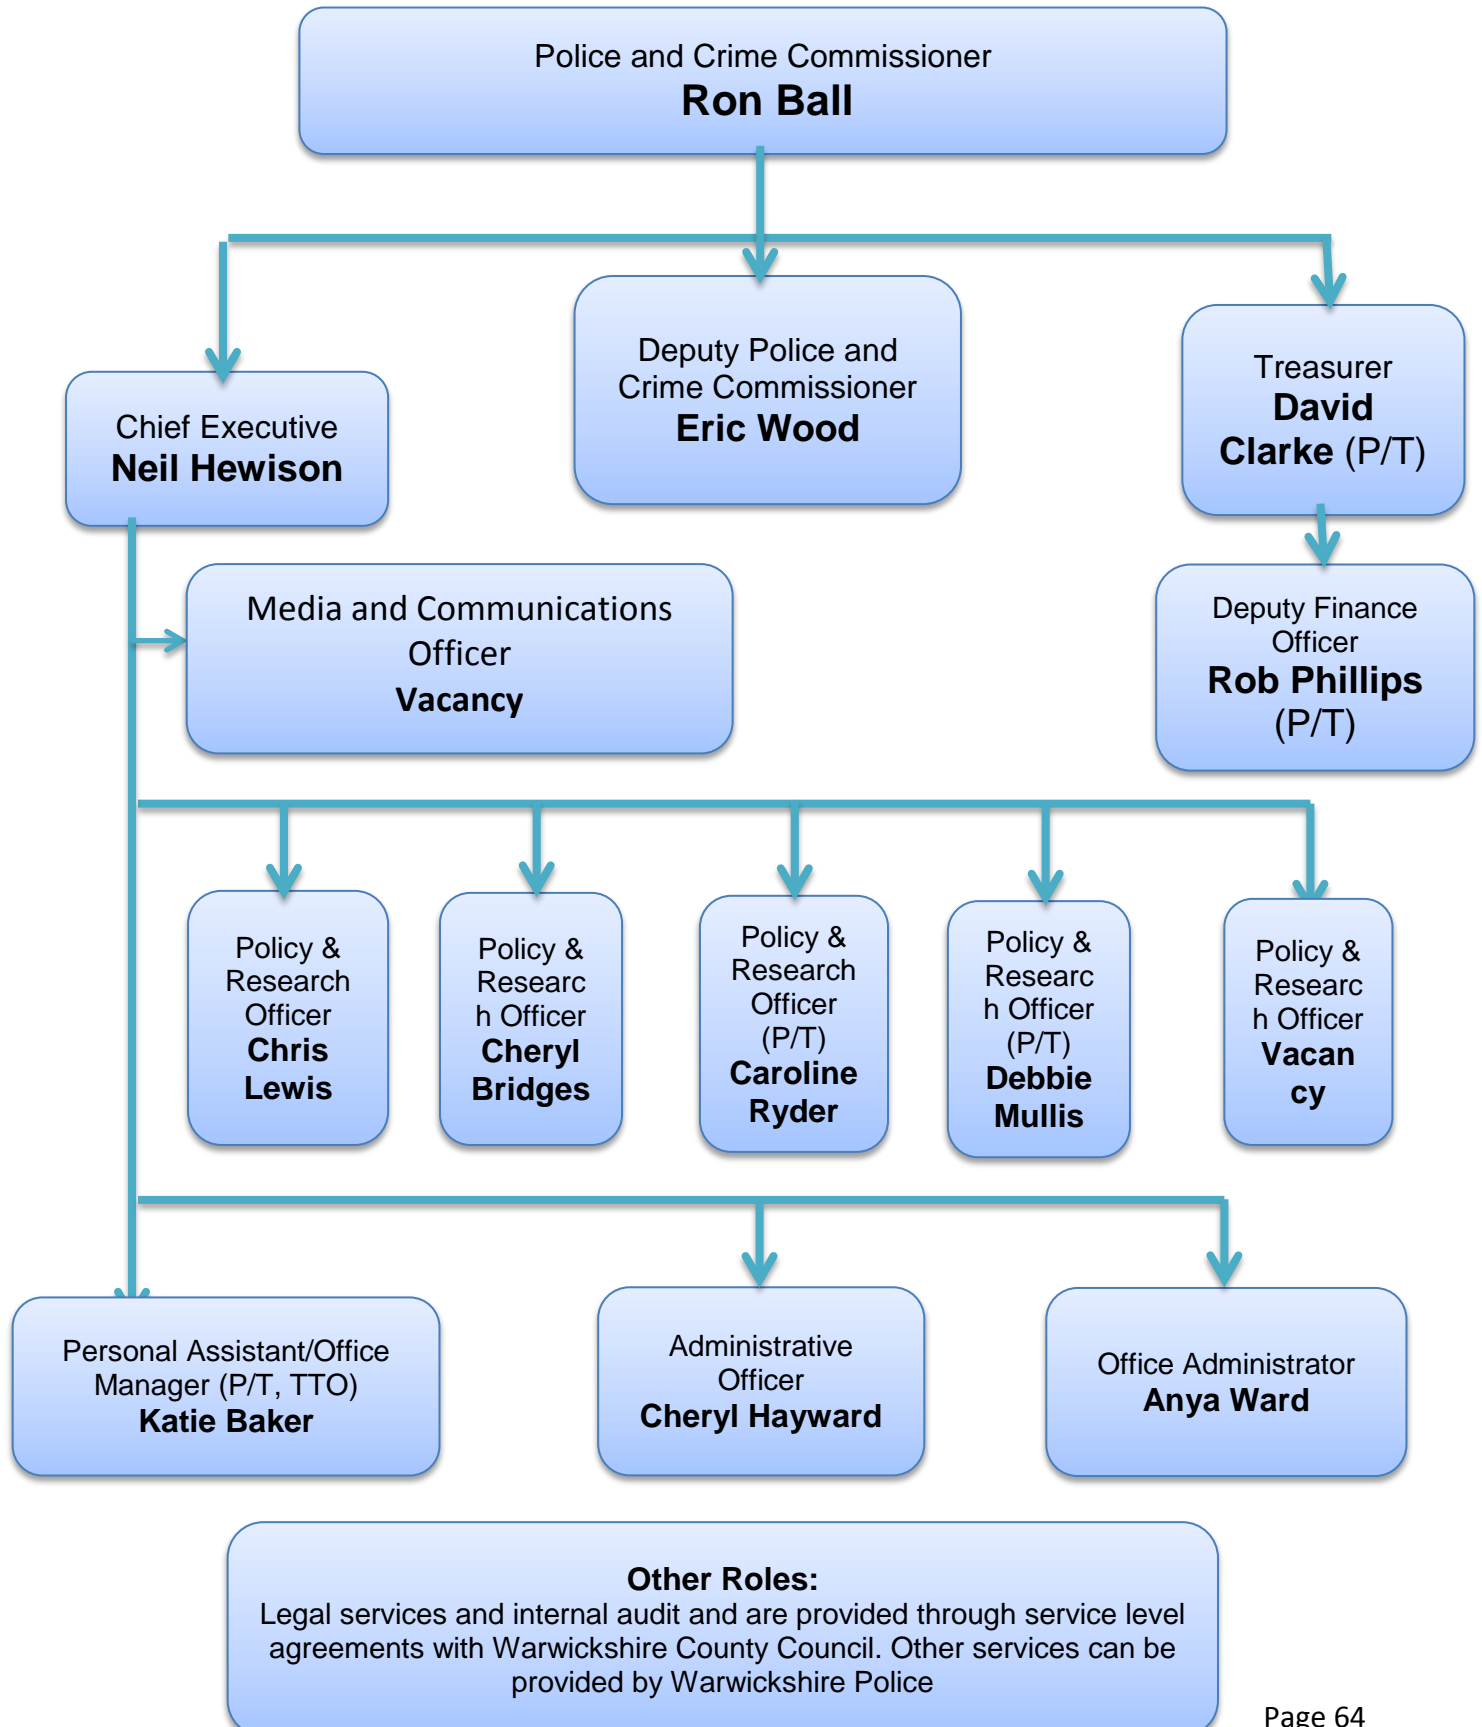 Police and Crime Commissioner
Ron Ball
Deputy Police and
Crime Commissioner
Eric Wood
Treasurer
David
Clarke (P/T)
Chief Executive
Neil Hewison
Media and Communications
Officer
Vacancy
Deputy Finance
Officer
Rob Phillips
(P/T)
Policy &
Research
Officer
Chris
Lewis
Policy &
Researc
h Officer
Cheryl
Bridges
Policy &
Research
Officer
(P/T)
Caroline
Ryder
Policy &
Researc
h Officer
(P/T)
Debbie
Mullis
Policy &
Researc
h Officer
Vacan
cy
Personal Assistant/Office
Manager (P/T, TTO)
Katie Baker
Administrative
Officer
Cheryl Hayward
Office Administrator
Anya Ward
Other Roles:
Legal services and internal audit and are provided through service level
agreements with Warwickshire County Council. Other services can be
provided by Warwickshire Police
Page 64